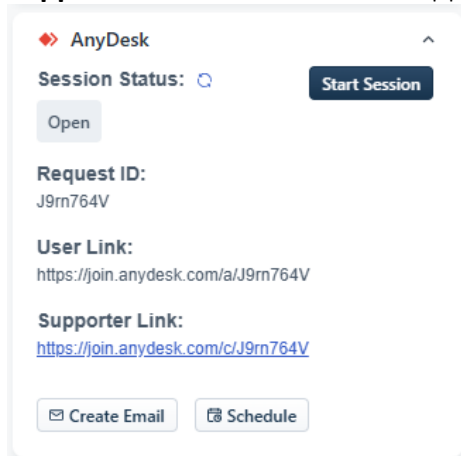 AnyDesk
Session Status:
Start Session
Open
Request ID:
J9rn764V
User Link:
https://join.anydesk.com/a/J9rn764V
Supporter Link:
https://join.anydesk.com/c/J9rn764V
Create Email
Schedule